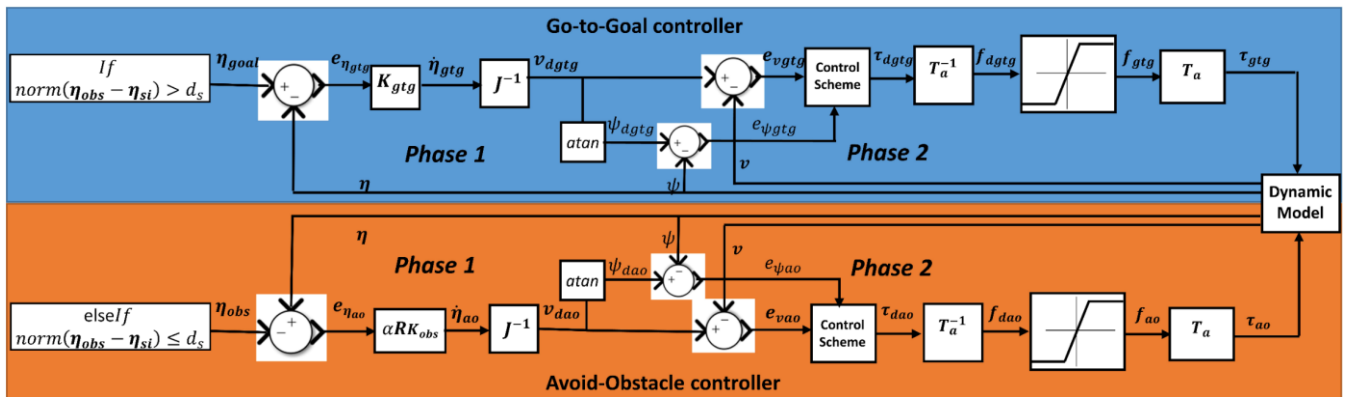 Go-to-Goal controller
If
norm(η_obs − η_si) > d_s
η_goal
+
−
e_η_gtg
K_gtg
η̇_gtg
J⁻¹
v_dgtg
atan
ψ_dgtg
+
−
e_ψgtg
+
−
e_vgtg
Control
Scheme
τ_dgtg
T_a⁻¹
f_dgtg
f_gtg
T_a
τ_gtg
Phase 1
Phase 2
η
ψ
v
Dynamic
Model
η
ψ
v
Phase 1
Phase 2
elseIf
norm(η_obs − η_si) ≤ d_s
η_obs
−
+
e_η_ao
αRK_obs
η̇_ao
J⁻¹
v_dao
atan
ψ_dao
+
−
e_ψao
+
−
e_vao
Control
Scheme
τ_dao
T_a⁻¹
f_dao
f_ao
T_a
τ_ao
Avoid-Obstacle controller